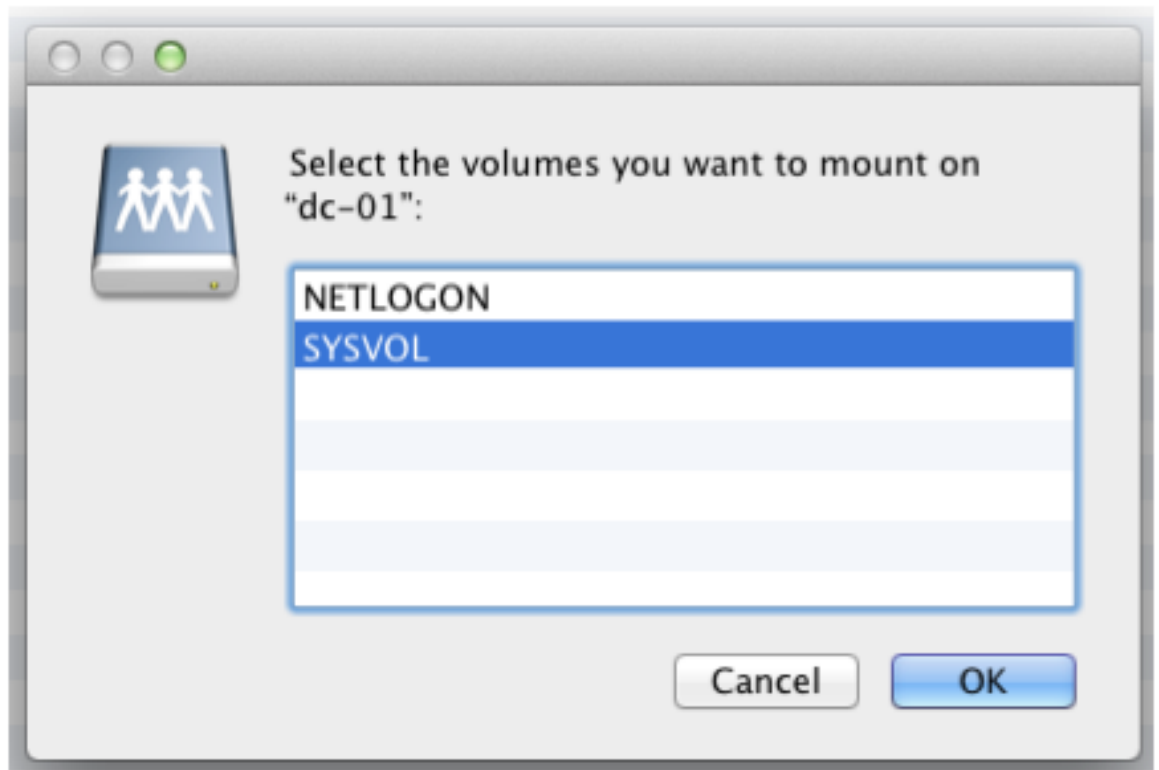 Select the volumes you want to mount on
“dc-01”:
NETLOGON
SYSVOL
Cancel
OK